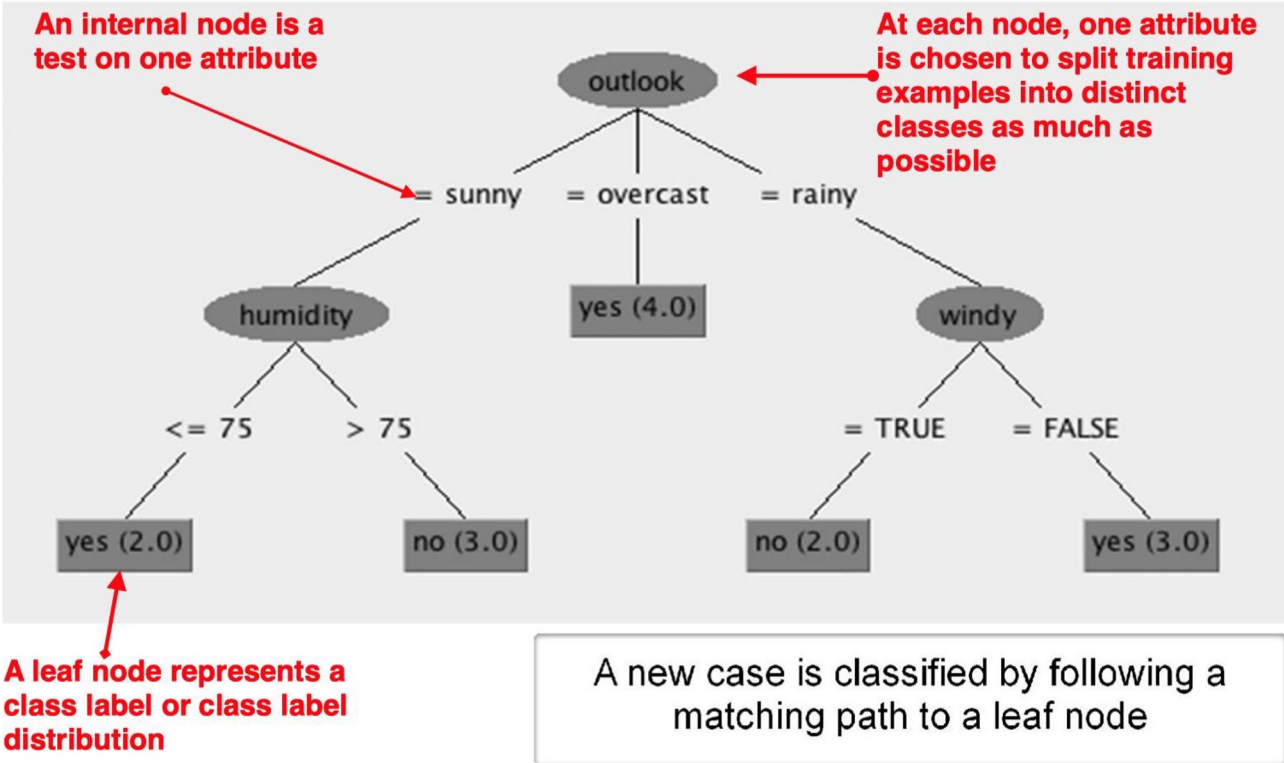 An internal node is a
test on one attribute
At each node, one attribute
is chosen to split training
examples into distinct
classes as much as
possible
outlook
= sunny
= overcast
= rainy
humidity
yes (4.0)
windy
<= 75
> 75
= TRUE
= FALSE
yes (2.0)
no (3.0)
no (2.0)
yes (3.0)
A leaf node represents a
class label or class label
distribution
A new case is classified by following a
matching path to a leaf node